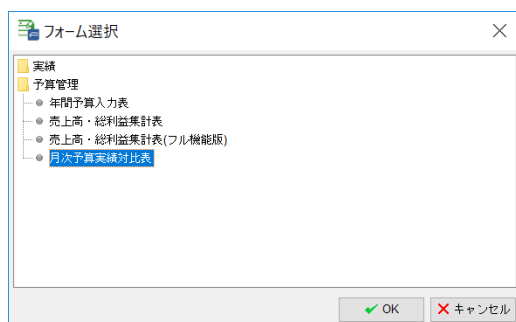 フォーム選択
実績
予算管理
年間予算入力表
売上高・総利益集計表
売上高・総利益集計表(フル機能版)
月次予算実績対比表
OK
キャンセル